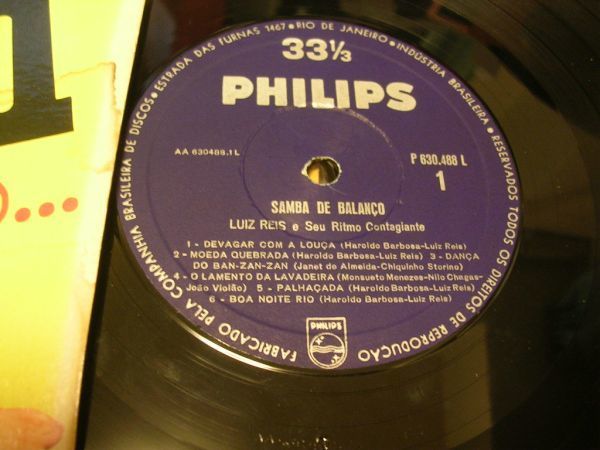 FABRICADO PELA COMPANHIA BRASILEIRA DE DISCOS • ESTRADA DAS FURNAS 1467 • RIO DE JANEIRO • INDÚSTRIA BRASILEIRA • RESERVADOS TODOS OS DIREITOS DE REPRODUÇÃO
33⅓
PHILIPS
AA 630488.1L
P 630.488 L
1
SAMBA DE BALANÇO
LUIZ REIS e Seu Ritmo Contagiante
1 - DEVAGAR COM A LOUÇA (Haroldo Barbosa-Luiz Reis)
2 - MOEDA QUEBRADA (Haroldo Barbosa-Luiz Reis) 3 - DANÇA
DO BAN-ZAN-ZAN (Janet de Almeida-Chiquinho Storino)
4 - O LAMENTO DA LAVADEIRA (Monsueto Menezes-Nilo Chagas-
João Violão) 5 - PALHAÇADA (Haroldo Barbosa-Luiz Reis)
6 - BOA NOITE RIO (Haroldo Barbosa-Luiz Reis)
PHILIPS